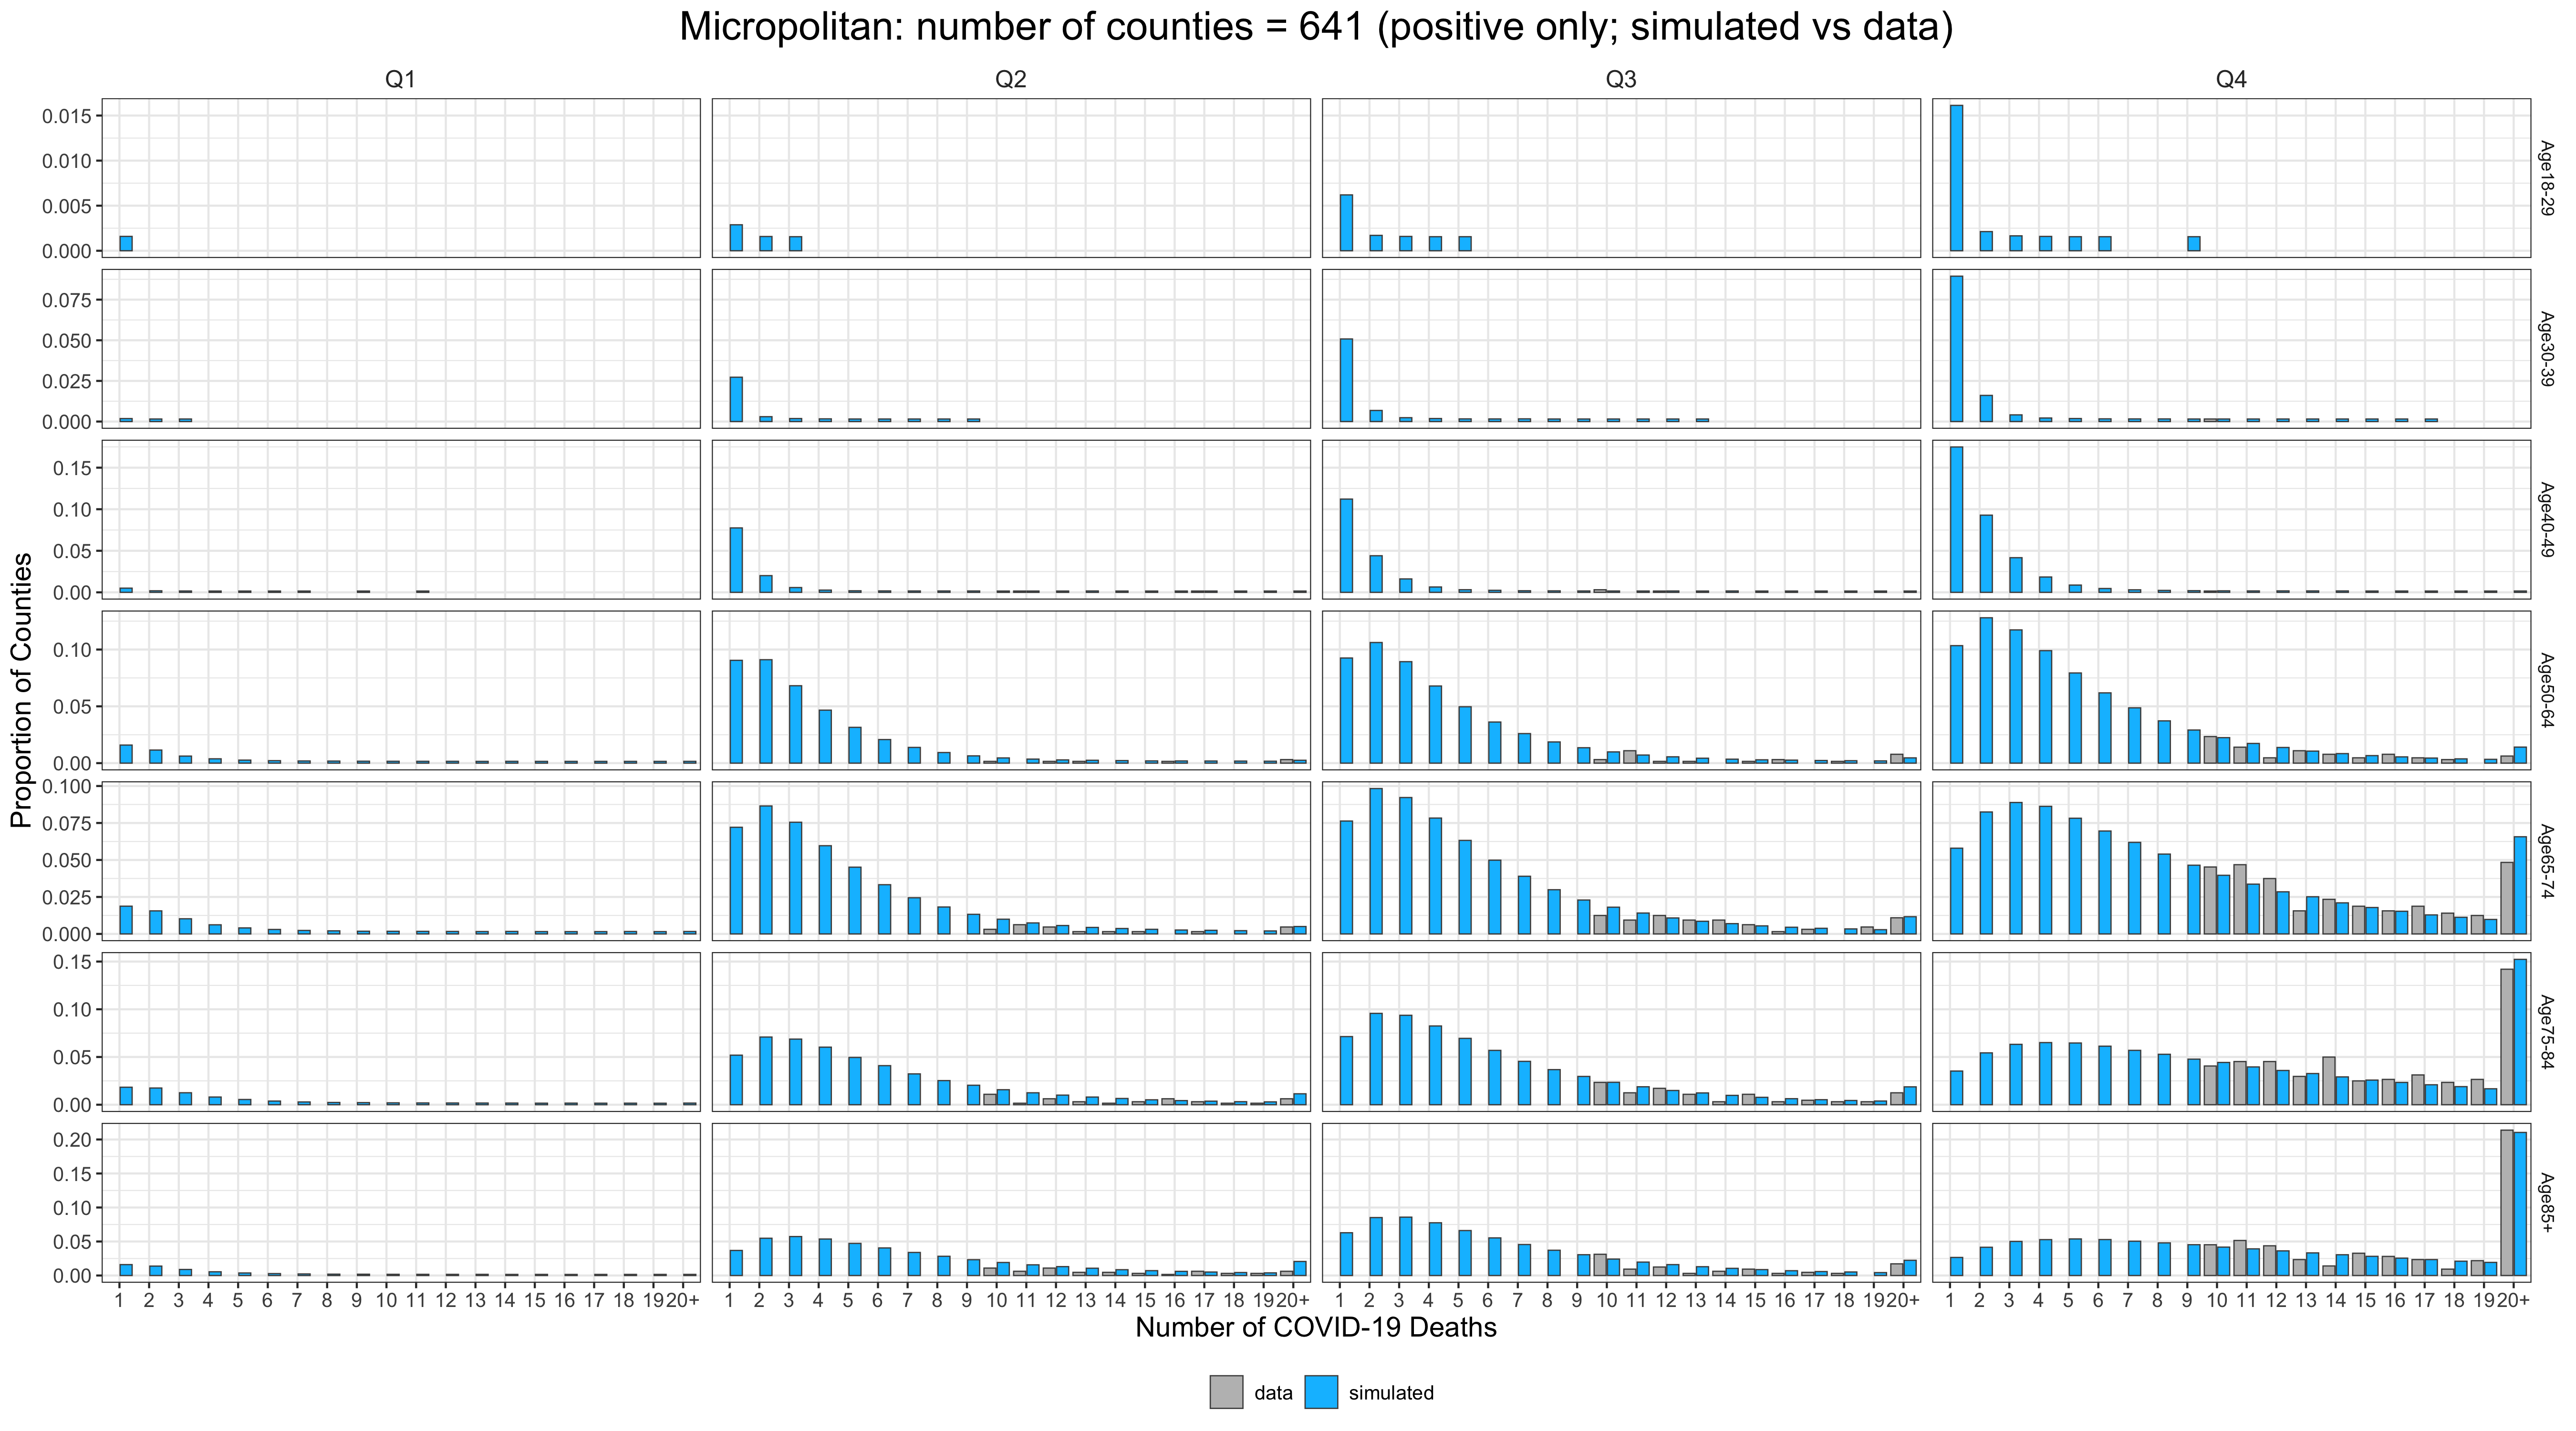 Micropolitan: number of counties = 641 (positive only; simulated vs data)
Q1 Q2 Q3 Q4
0.015
0.010
0.005
0.000
Age18-29
0.075
0.050
0.025
0.000
Age30-39
0.15
0.10
0.05
0.00
Age40-49
0.10
0.05
0.00
Age50-64
0.100
0.075
0.050
0.025
0.000
Age65-74
0.15
0.10
0.05
0.00
Age75-84
0.20
0.15
0.10
0.05
0.00
Age85+
Proportion of Counties
1 2 3 4 5 6 7 8 9 10 11 12 13 14 15 16 17 18 19 20+
1 2 3 4 5 6 7 8 9 10 11 12 13 14 15 16 17 18 19 20+
1 2 3 4 5 6 7 8 9 10 11 12 13 14 15 16 17 18 19 20+
1 2 3 4 5 6 7 8 9 10 11 12 13 14 15 16 17 18 19 20+
Number of COVID-19 Deaths
data simulated